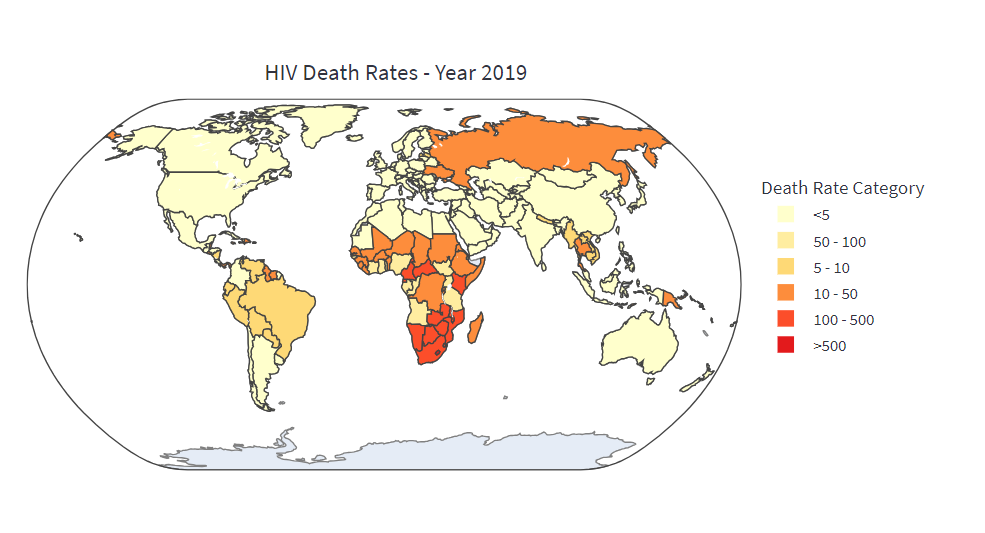 HIV Death Rates - Year 2019
Death Rate Category
<5
50 - 100
5 - 10
10 - 50
100 - 500
>500